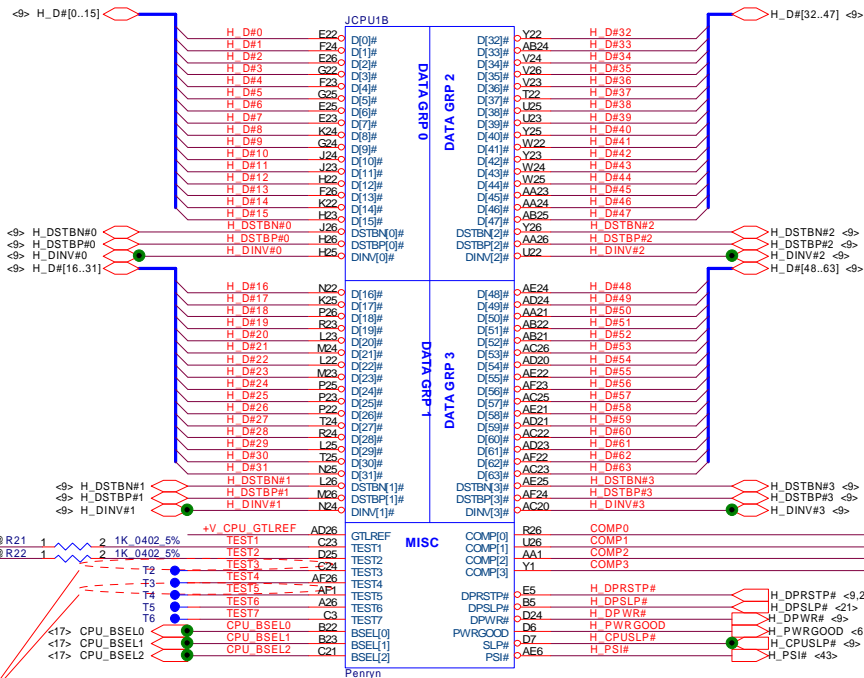 JCPU1B
<9> H_D#[0..15] H_D#[32..47] <9>
H_D#0 E22 D[0]# D[32]# Y22 H_D#32
H_D#1 F24 D[1]# D[33]# AB24 H_D#33
H_D#2 E26 D[2]# D[34]# V24 H_D#34
H_D#3 G22 D[3]# D[35]# V26 H_D#35
H_D#4 F23 D[4]# D[36]# V23 H_D#36
H_D#5 G25 D[5]# D[37]# T22 H_D#37
H_D#6 E25 D[6]# D[38]# U25 H_D#38
H_D#7 E23 D[7]# D[39]# U23 H_D#39
H_D#8 K24 D[8]# D[40]# Y25 H_D#40
H_D#9 G24 D[9]# D[41]# W22 H_D#41
H_D#10 J24 D[10]# D[42]# Y23 H_D#42
H_D#11 J23 D[11]# D[43]# W24 H_D#43
H_D#12 H22 D[12]# D[44]# W25 H_D#44
H_D#13 F26 D[13]# D[45]# AA23 H_D#45
H_D#14 K22 D[14]# D[46]# AA24 H_D#46
H_D#15 H23 D[15]# D[47]# AB25 H_D#47
DATA GRP 0
DATA GRP 2
<9> H_DSTBN#0 H_DSTBN#0 J26 DSTBN[0]# DSTBN[2]# Y26 H_DSTBN#2 H_DSTBN#2 <9>
<9> H_DSTBP#0 H_DSTBP#0 H26 DSTBP[0]# DSTBP[2]# AA26 H_DSTBP#2 H_DSTBP#2 <9>
<9> H_DINV#0 H_DINV#0 H25 DINV[0]# DINV[2]# U22 H_DINV#2 H_DINV#2 <9>
<9> H_D#[16..31] H_D#[48..63] <9>
H_D#16 N22 D[16]# D[48]# AE24 H_D#48
H_D#17 K25 D[17]# D[49]# AD24 H_D#49
H_D#18 P26 D[18]# D[50]# AA21 H_D#50
H_D#19 R23 D[19]# D[51]# AB22 H_D#51
H_D#20 L23 D[20]# D[52]# AB21 H_D#52
H_D#21 M24 D[21]# D[53]# AC26 H_D#53
H_D#22 L22 D[22]# D[54]# AD20 H_D#54
H_D#23 M23 D[23]# D[55]# AE22 H_D#55
H_D#24 P25 D[24]# D[56]# AF23 H_D#56
H_D#25 P23 D[25]# D[57]# AC25 H_D#57
H_D#26 P22 D[26]# D[58]# AE21 H_D#58
H_D#27 T24 D[27]# D[59]# AD21 H_D#59
H_D#28 R24 D[28]# D[60]# AC22 H_D#60
H_D#29 L25 D[29]# D[61]# AD23 H_D#61
H_D#30 T25 D[30]# D[62]# AF22 H_D#62
H_D#31 N25 D[31]# D[63]# AC23 H_D#63
DATA GRP 1
DATA GRP 3
<9> H_DSTBN#1 H_DSTBN#1 L26 DSTBN[1]# DSTBN[3]# AE25 H_DSTBN#3 H_DSTBN#3 <9>
<9> H_DSTBP#1 H_DSTBP#1 M26 DSTBP[1]# DSTBP[3]# AF24 H_DSTBP#3 H_DSTBP#3 <9>
<9> H_DINV#1 H_DINV#1 N24 DINV[1]# DINV[3]# AC20 H_DINV#3 H_DINV#3 <9>
MISC
+V_CPU_GTLREF AD26 GTLREF COMP[0] R26 COMP0
@ R21 1 2 1K_0402_5% TEST1 C23 TEST1 COMP[1] U26 COMP1
@ R22 1 2 1K_0402_5% TEST2 D25 TEST2 COMP[2] AA1 COMP2
TEST3 C24 TEST3 COMP[3] Y1 COMP3
T2 TEST4 AF26 TEST4
T3 TEST5 AF1 TEST5 DPRSTP# E5 H_DPRSTP# H_DPRSTP# <9,2
T4 TEST6 A26 TEST6 DPSLP# B5 H_DPSLP# H_DPSLP# <21>
T5 TEST7 C3 TEST7 DPWR# D24 H_DPWR# H_DPWR# <9>
T6
<17> CPU_BSEL0 CPU_BSEL0 B22 BSEL[0] PWRGOOD D6 H_PWRGOOD H_PWRGOOD <6
<17> CPU_BSEL1 CPU_BSEL1 B23 BSEL[1] SLP# D7 H_CPUSLP# H_CPUSLP# <9>
<17> CPU_BSEL2 CPU_BSEL2 C21 BSEL[2] PSI# AE6 H_PSI# H_PSI# <43>
Penryn